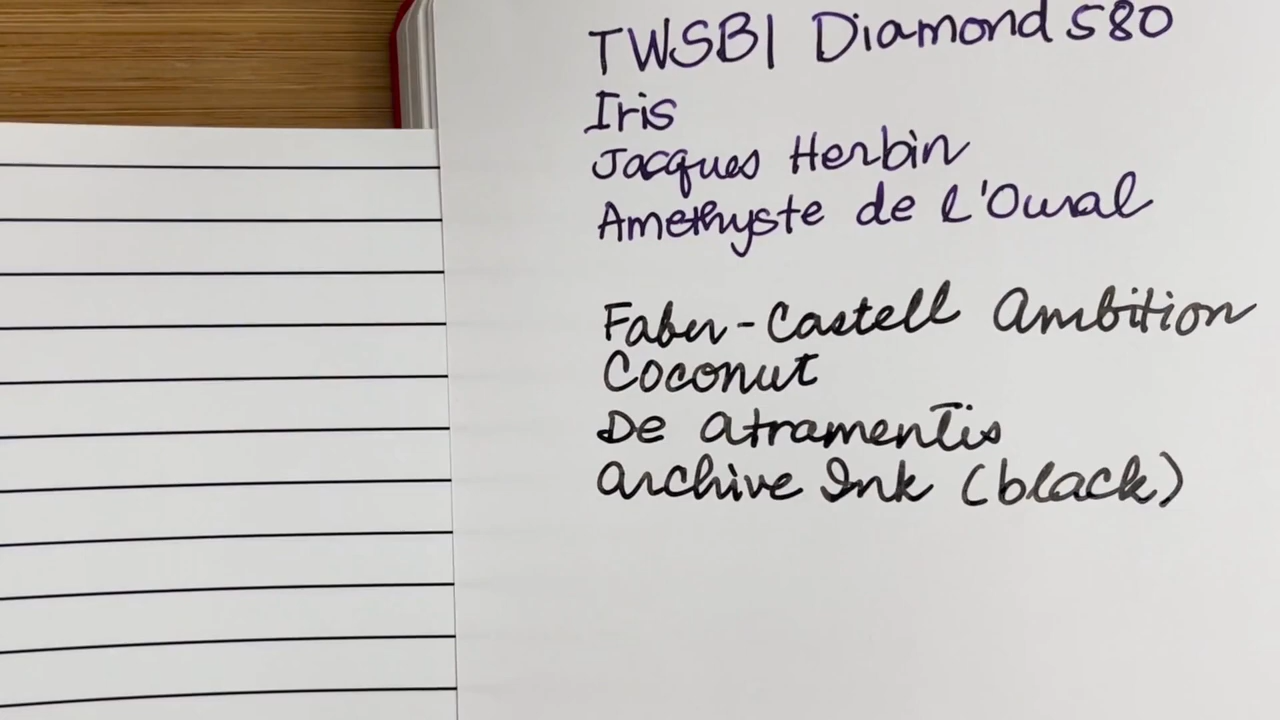 TWSBI Diamond 580
Iris
Jacques Herbin
Amethyste de l'Oural
Faber-Castell Ambition
Coconut
De Atramentis
Archive Ink (black)